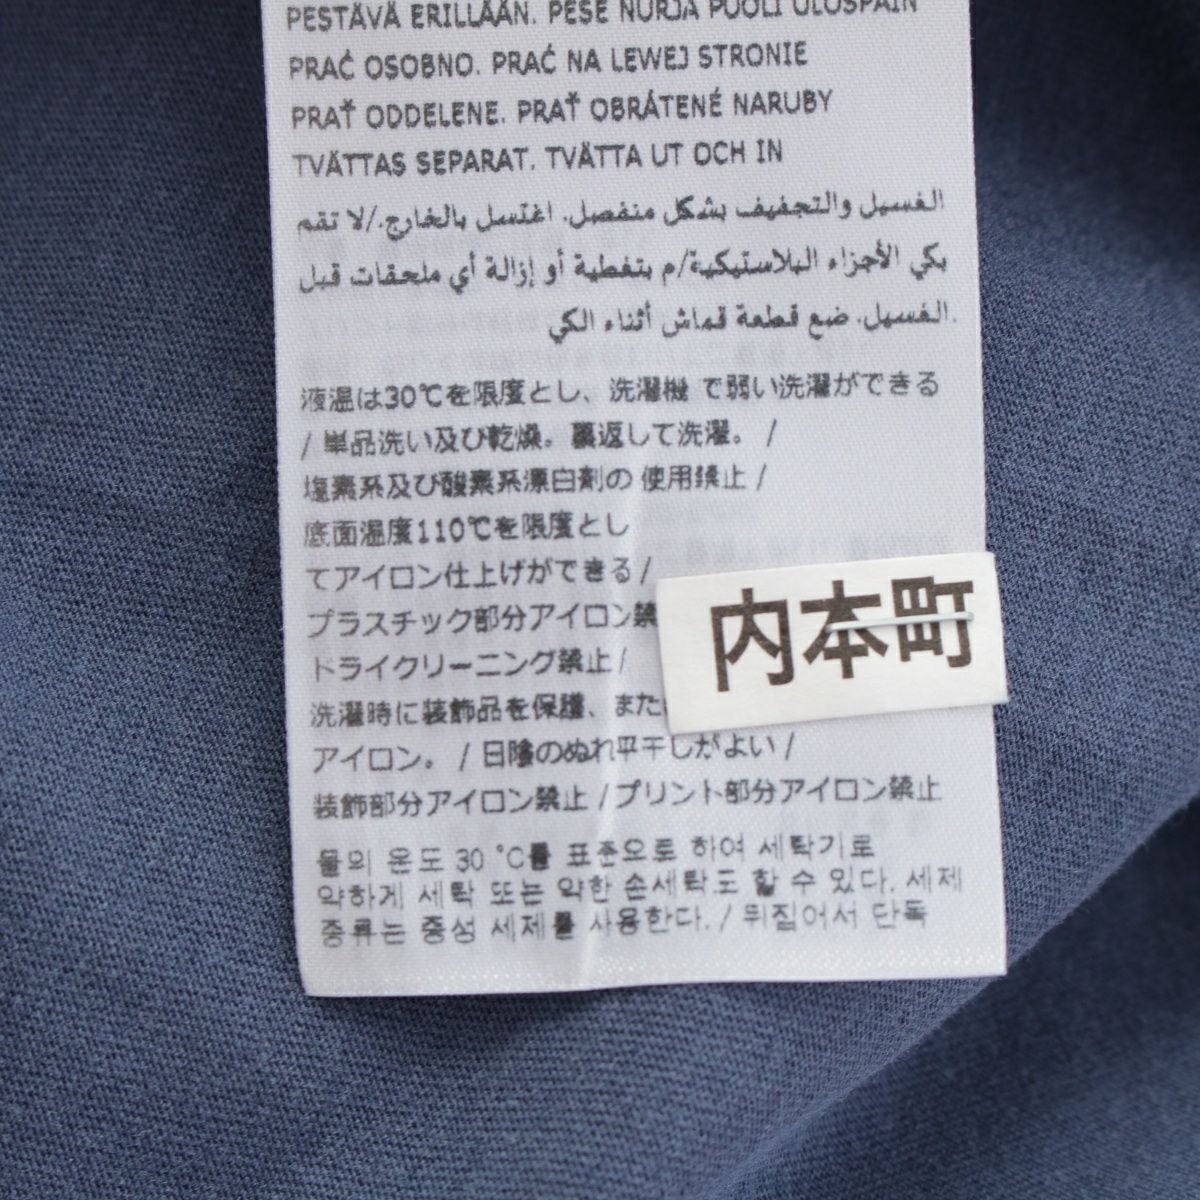 PESTÄVÄ ERILLÄÄN. PESE NURJA PUOLI ULOSPÄIN
PRAĆ OSOBNO. PRAĆ NA LEWEJ STRONIE
PRAŤ ODDELENE. PRAŤ OBRÁTENÉ NARUBY
TVÄTTAS SEPARAT. TVÄTTA UT OCH IN
الغسيل والتجفيف بشكل منفصل. اغتسل بالخارج./لا تقم
بكي الأجزاء البلاستيكية/م بتغطية أو إزالة أي ملحقات قبل
الغسيل. ضع قطعة قماش أثناء الكي.
液温は30℃を限度とし、洗濯機 で弱い洗濯ができる
/ 単品洗い及び乾燥。裏返して洗濯。 /
塩素系及び酸素系漂白剤の 使用禁止 /
底面温度110℃を限度とし
てアイロン仕上げができる /
プラスチック部分アイロン禁
ドライクリーニング禁止 /
洗濯時に装飾品を保護、また
アイロン。 / 日陰のぬれ平干しがよい /
装飾部分アイロン禁止 / プリント部分アイロン禁止
内本町
물의 온도 30 °C를 표준으로 하여 세탁기로
약하게 세탁 또는 약한 손세탁도 할 수 있다. 세제
종류는 중성 세제를 사용한다. / 뒤집어서 단독